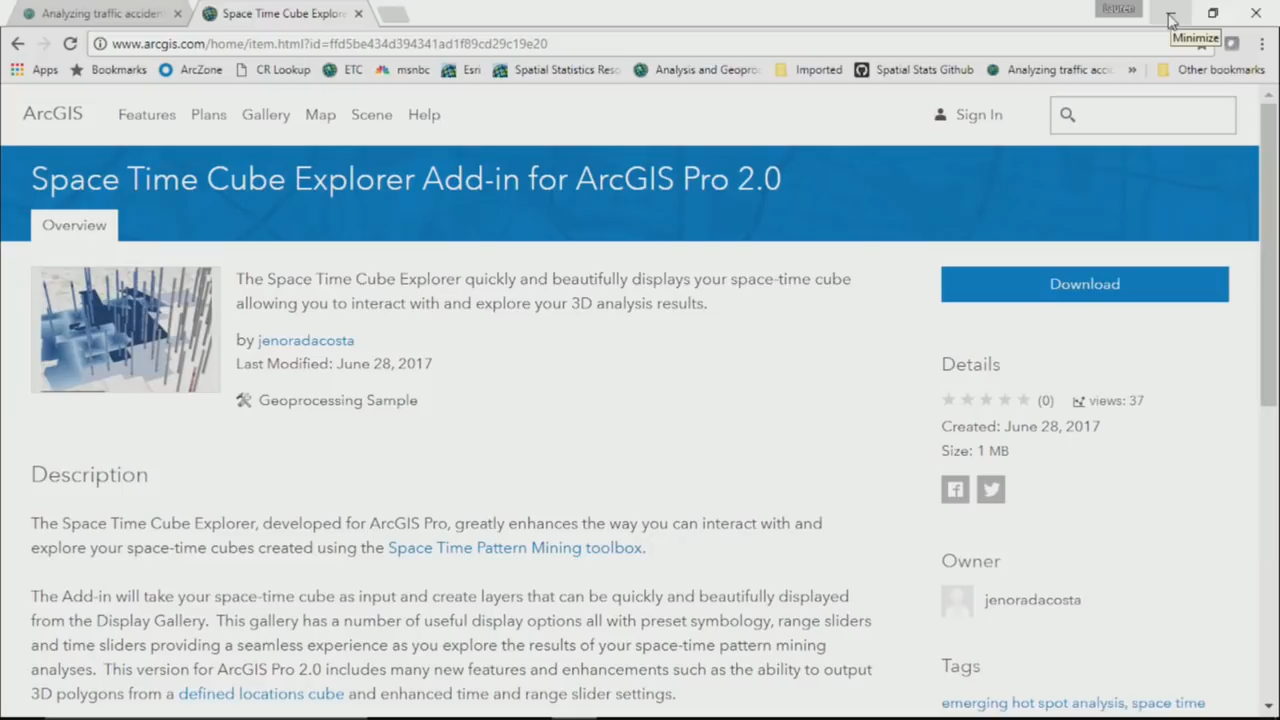 Analyzing traffic acciden
Space Time Cube Explore
Lauren
www.arcgis.com/home/item.html?id=ffd5be434d394341ad1f89cd29c19e20
Minimize
Apps
Bookmarks
ArcZone
CR Lookup
ETC
msnbc
Esri
Spatial Statistics Reso
Analysis and Geopro
Imported
Spatial Stats Github
Analyzing traffic acci
»
Other bookmarks
ArcGIS
Features
Plans
Gallery
Map
Scene
Help
Sign In
Space Time Cube Explorer Add-in for ArcGIS Pro 2.0
Overview
The Space Time Cube Explorer quickly and beautifully displays your space-time cube
allowing you to interact with and explore your 3D analysis results.
by jenoradacosta
Last Modified: June 28, 2017
Geoprocessing Sample
Download
Details
(0)
views: 37
Created: June 28, 2017
Size: 1 MB
Description
The Space Time Cube Explorer, developed for ArcGIS Pro, greatly enhances the way you can interact with and
explore your space-time cubes created using the Space Time Pattern Mining toolbox.
The Add-in will take your space-time cube as input and create layers that can be quickly and beautifully displayed
from the Display Gallery. This gallery has a number of useful display options all with preset symbology, range sliders
and time sliders providing a seamless experience as you explore the results of your space-time pattern mining
analyses. This version for ArcGIS Pro 2.0 includes many new features and enhancements such as the ability to output
3D polygons from a defined locations cube and enhanced time and range slider settings.
Owner
jenoradacosta
Tags
emerging hot spot analysis, space time